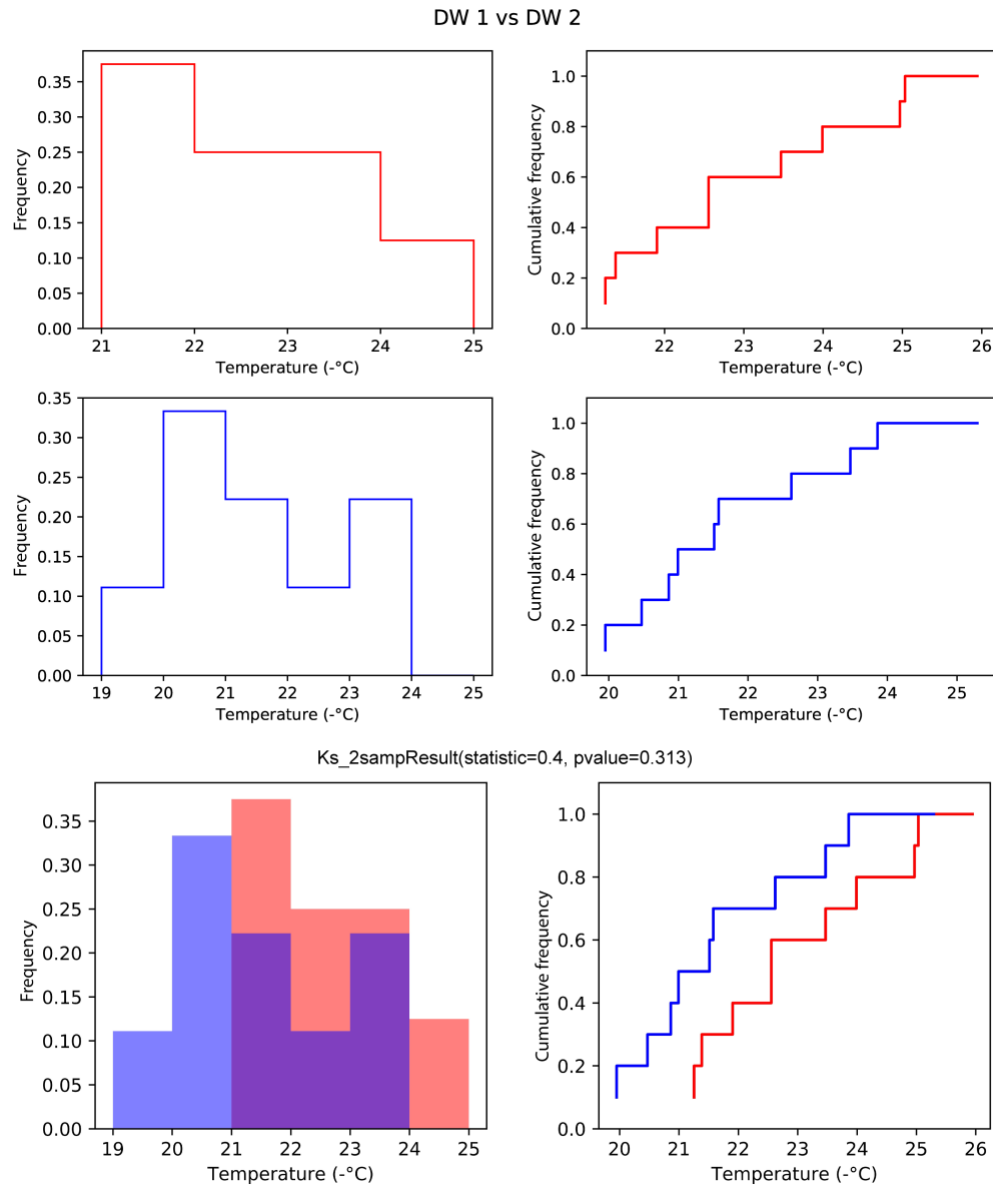 DW 1 vs DW 2
Frequency
0.35
0.30
0.25
0.20
0.15
0.10
0.05
0.00
21 22 23 24 25
Temperature (-°C)
Cumulative frequency
1.0
0.8
0.6
0.4
0.2
0.0
22 23 24 25 26
Temperature (-°C)
Frequency
0.35
0.30
0.25
0.20
0.15
0.10
0.05
0.00
19 20 21 22 23 24 25
Temperature (-°C)
Cumulative frequency
1.0
0.8
0.6
0.4
0.2
0.0
20 21 22 23 24 25
Temperature (-°C)
Ks_2sampResult(statistic=0.4, pvalue=0.313)
Frequency
0.35
0.30
0.25
0.20
0.15
0.10
0.05
0.00
19 20 21 22 23 24 25
Temperature (-°C)
Cumulative frequency
1.0
0.8
0.6
0.4
0.2
0.0
20 21 22 23 24 25 26
Temperature (-°C)